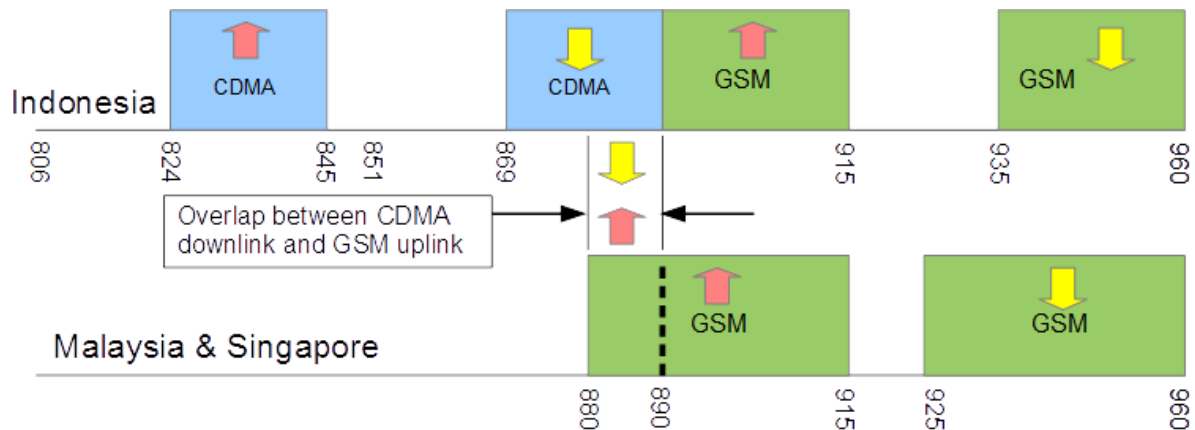 CDMA
CDMA
GSM
GSM
Indonesia
806
824
845
851
869
915
935
960
Overlap between CDMA
downlink and GSM uplink
GSM
GSM
Malaysia & Singapore
880
890
915
925
960